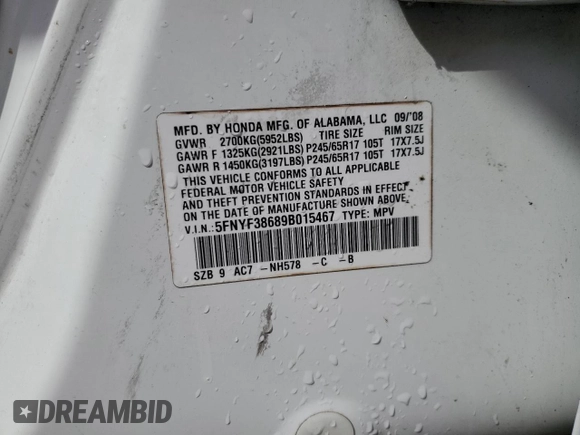 MFD. BY HONDA MFG. OF ALABAMA, LLC 09/'08
GVWR 2700KG(5952LBS) TIRE SIZE RIM SIZE
GAWR F 1325KG(2921LBS) P245/65R17 105T 17X7.5J
GAWR R 1450KG(3197LBS) P245/65R17 105T 17X7.5J
THIS VEHICLE CONFORMS TO ALL APPLICABLE
FEDERAL MOTOR VEHICLE SAFETY
AND THEFT PREVENTION STANDARDS IN EFFECT
ON THE DATE OF MANUFACTURE SHOWN ABOVE.
V.I.N.: 5FNYF38689B015467 TYPE: MPV
SZB 9 AC7 -NH578 -C -B
DREAMBID